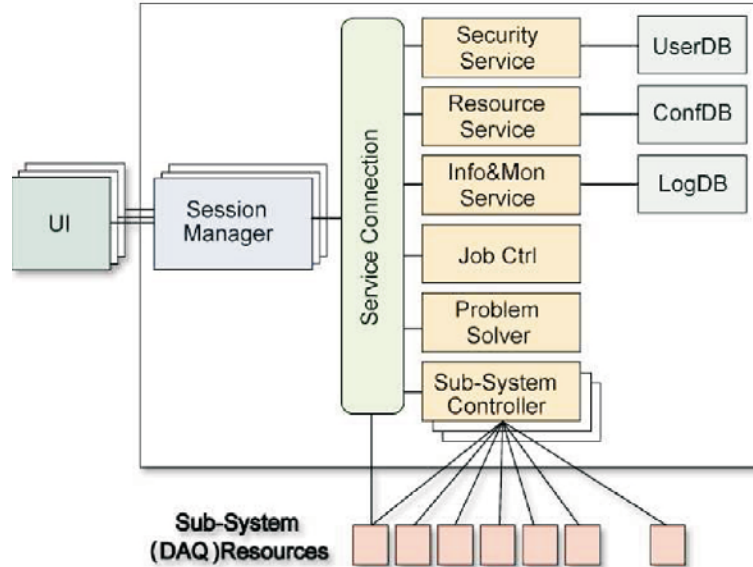 UI
Session
Manager
Service Connection
Security
Service
UserDB
Resource
Service
ConfDB
Info&Mon
Service
LogDB
Job Ctrl
Problem
Solver
Sub-System
Controller
Sub-System
(DAQ)Resources